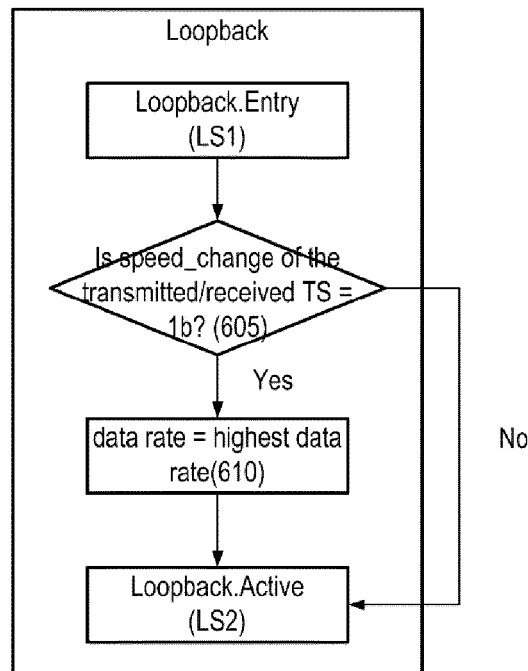 Loopback
Loopback.Entry
(LS1)
Is speed_change of the
transmitted/received TS =
1b? (605)
Yes
No
data rate = highest data
rate(610)
Loopback.Active
(LS2)